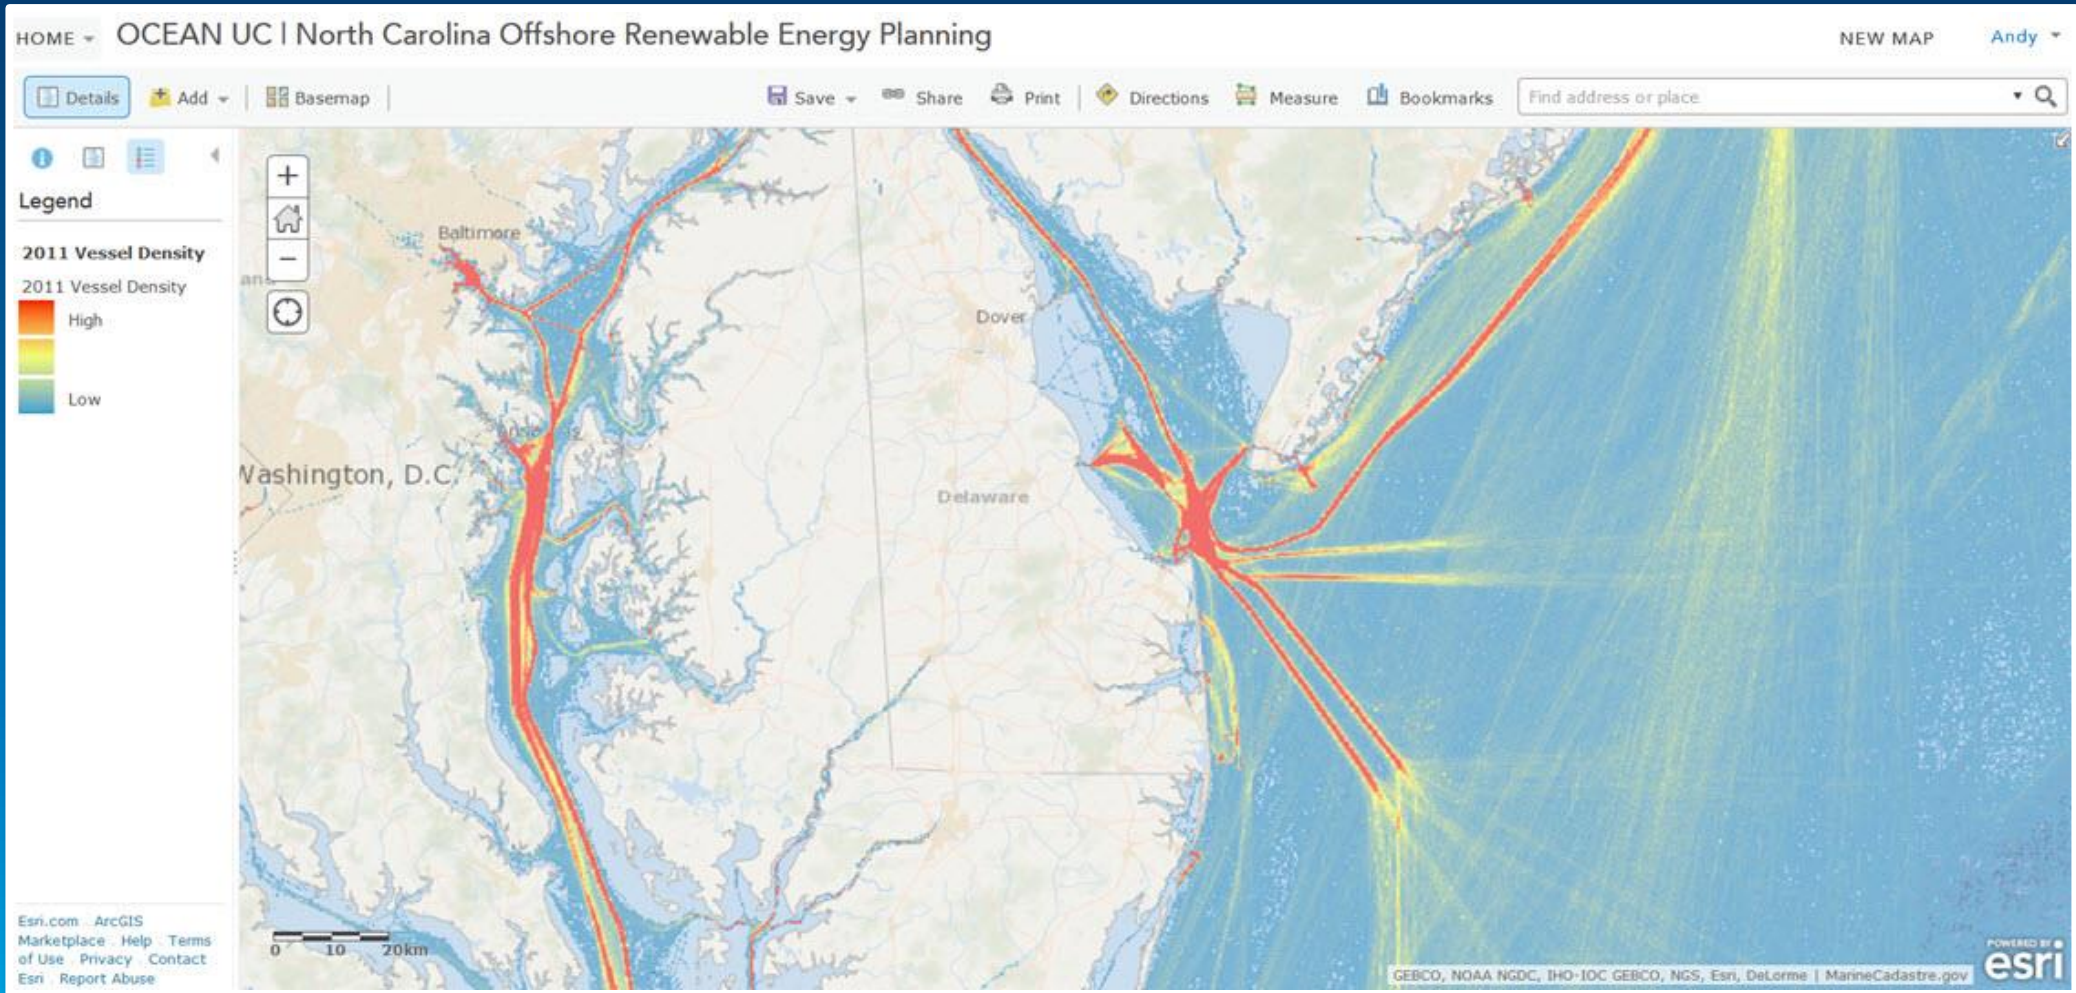 HOME
OCEAN UC | North Carolina Offshore Renewable Energy Planning
NEW MAP
Andy
Details
Add
Basemap
Save
Share
Print
Directions
Measure
Bookmarks
Find address or place
Legend
2011 Vessel Density
2011 Vessel Density
High
Low
Baltimore
Dover
Washington, D.C.
Delaware
0 10 20km
Esri.com . ArcGIS
Marketplace . Help . Terms
of Use . Privacy . Contact
Esri . Report Abuse
GEBCO, NOAA NGDC, IHO-IOC GEBCO, NGS, Esri, DeLorme | MarineCadastre.gov
POWERED BY
esri